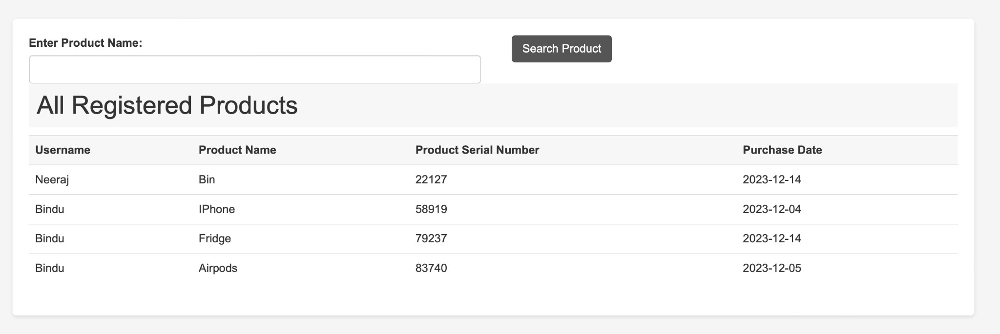 Enter Product Name:
Search Product
All Registered Products
Username Product Name Product Serial Number Purchase Date
Neeraj Bin 22127 2023-12-14
Bindu IPhone 58919 2023-12-04
Bindu Fridge 79237 2023-12-14
Bindu Airpods 83740 2023-12-05